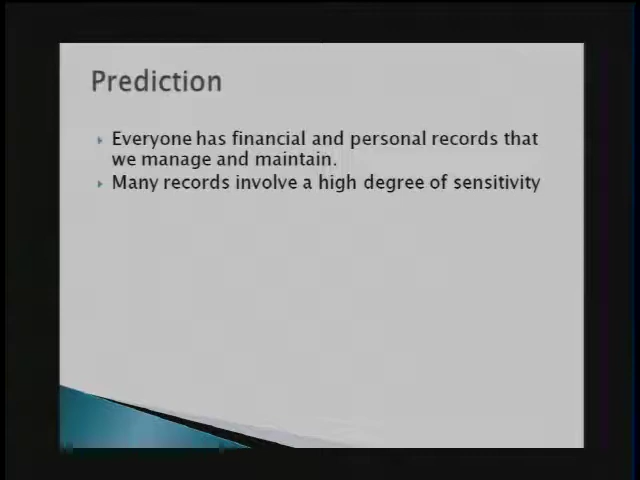 Prediction
Everyone has financial and personal records that
we manage and maintain.
Many records involve a high degree of sensitivity